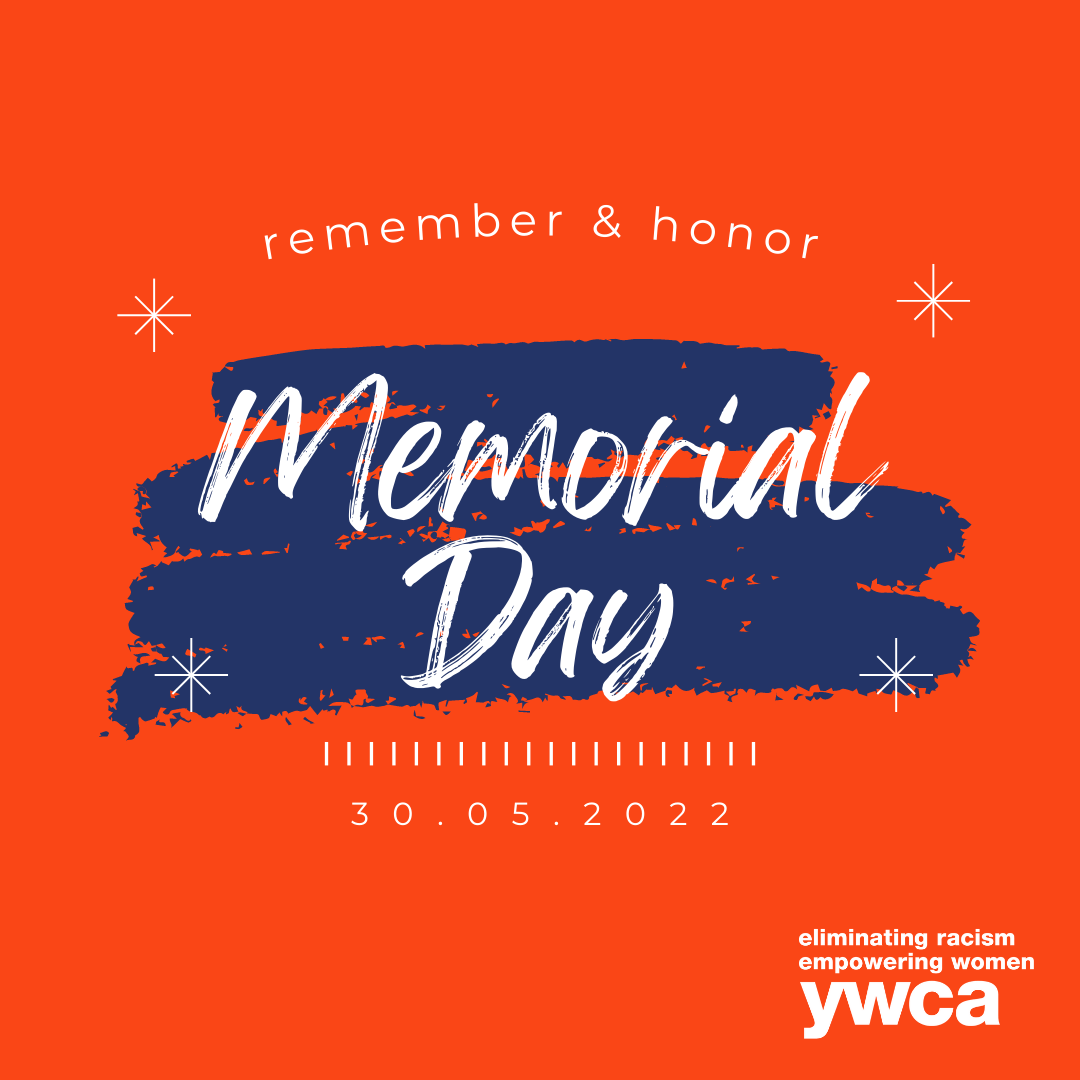 remember & honor
Memorial
Day
30.05.2022
eliminating racism
empowering women
ywca